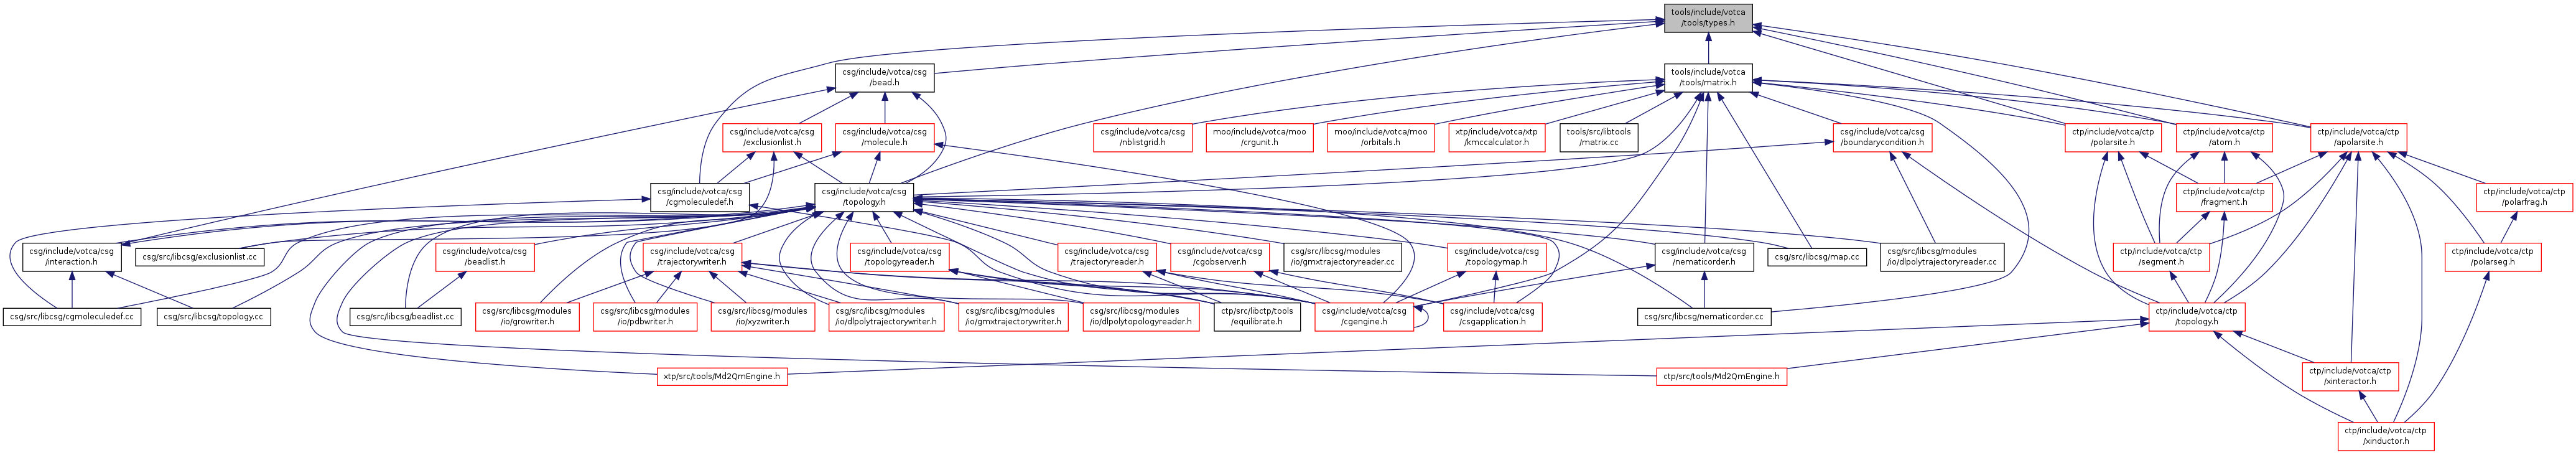 tools/include/votca
/tools/types.h
csg/include/votca/csg
/bead.h
tools/include/votca
/tools/matrix.h
csg/include/votca/csg
/exclusionlist.h
csg/include/votca/csg
/molecule.h
csg/include/votca/csg
/nblistgrid.h
moo/include/votca/moo
/crgunit.h
moo/include/votca/moo
/orbitals.h
xtp/include/votca/xtp
/kmccalculator.h
tools/src/libtools
/matrix.cc
csg/include/votca/csg
/boundarycondition.h
ctp/include/votca/ctp
/polarsite.h
ctp/include/votca/ctp
/atom.h
ctp/include/votca/ctp
/apolarsite.h
csg/include/votca/csg
/cgmoleculedef.h
csg/include/votca/csg
/topology.h
ctp/include/votca/ctp
/fragment.h
ctp/include/votca/ctp
/polarfrag.h
csg/include/votca/csg
/interaction.h
csg/src/libcsg/exclusionlist.cc
csg/include/votca/csg
/beadlist.h
csg/include/votca/csg
/trajectorywriter.h
csg/include/votca/csg
/topologyreader.h
csg/include/votca/csg
/trajectoryreader.h
csg/include/votca/csg
/cgobserver.h
csg/src/libcsg/modules
/io/gmxtrajectoryreader.cc
csg/include/votca/csg
/topologymap.h
csg/include/votca/csg
/nematicorder.h
csg/src/libcsg/map.cc
csg/src/libcsg/modules
/io/dlpolytrajectoryreader.cc
ctp/include/votca/ctp
/segment.h
ctp/include/votca/ctp
/polarseg.h
csg/src/libcsg/cgmoleculedef.cc
csg/src/libcsg/topology.cc
csg/src/libcsg/beadlist.cc
csg/src/libcsg/modules
/io/growriter.h
csg/src/libcsg/modules
/io/pdbwriter.h
csg/src/libcsg/modules
/io/xyzwriter.h
csg/src/libcsg/modules
/io/dlpolytrajectorywriter.h
csg/src/libcsg/modules
/io/gmxtrajectorywriter.h
csg/src/libcsg/modules
/io/dlpolytopologyreader.h
ctp/src/libctp/tools
/equilibrate.h
csg/include/votca/csg
/cgengine.h
csg/include/votca/csg
/csgapplication.h
csg/src/libcsg/nematicorder.cc
ctp/include/votca/ctp
/topology.h
xtp/src/tools/Md2QmEngine.h
ctp/src/tools/Md2QmEngine.h
ctp/include/votca/ctp
/xinteractor.h
ctp/include/votca/ctp
/xinductor.h